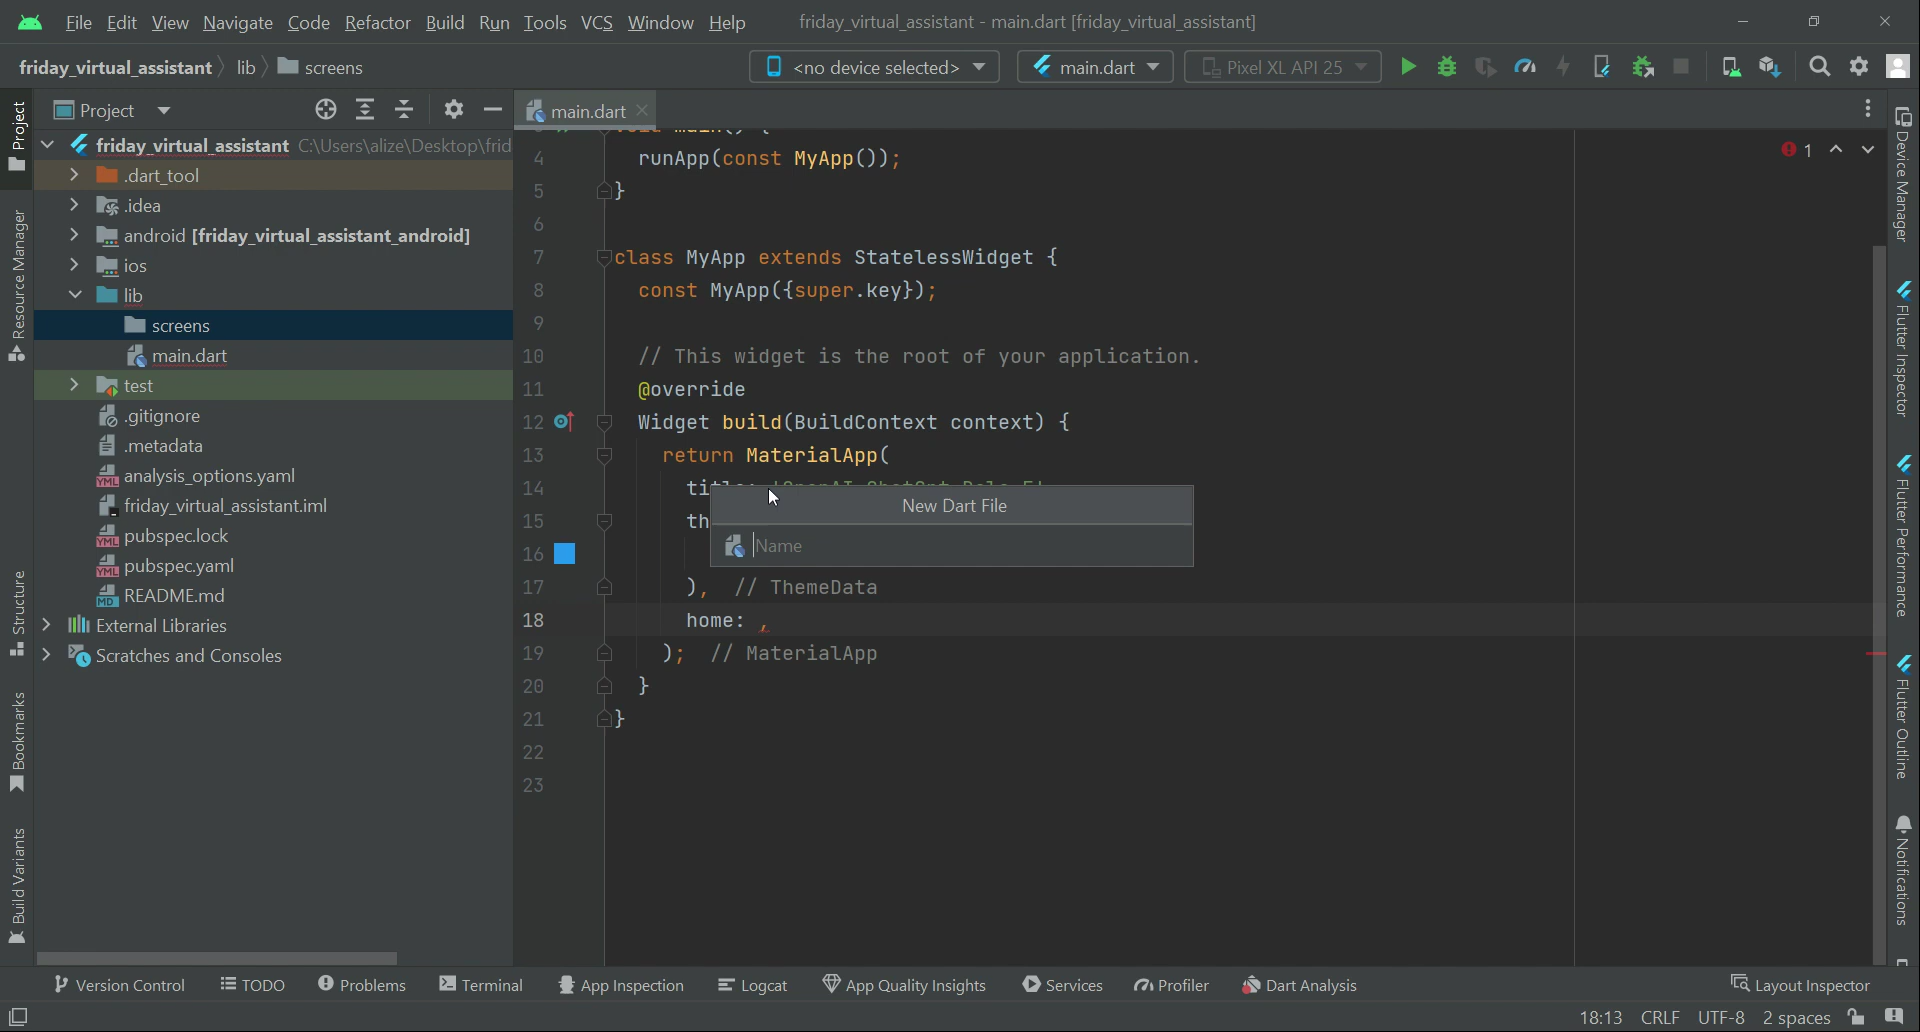 File Edit View Navigate Code Refactor Build Run Tools VCS Window Help friday_virtual_assistant - main.dart [friday_virtual_assistant]
friday_virtual_assistant lib screens <no device selected> main.dart Pixel XL API 25
Project
main.dart
friday_virtual_assistant C:\Users\alize\Desktop\frid
.dart_tool
.idea
android [friday_virtual_assistant_android]
ios
lib
screens
main.dart
test
.gitignore
.metadata
analysis_options.yaml
friday_virtual_assistant.iml
pubspec.lock
pubspec.yaml
README.md
External Libraries
Scratches and Consoles
Project
Resource Manager
Structure
Bookmarks
Build Variants
4 runApp(const MyApp());
5 }
6
7 class MyApp extends StatelessWidget {
8 const MyApp({super.key});
9
10 // This widget is the root of your application.
11 @override
12 Widget build(BuildContext context) {
13 return MaterialApp(
14
15 th
16
17 ), // ThemeData
18 home: ,
19 ); // MaterialApp
20 }
21 }
22
23
New Dart File
Name
1
Device Manager
Flutter Inspector
Flutter Performance
Flutter Outline
Notifications
Version Control TODO Problems Terminal App Inspection Logcat App Quality Insights Services Profiler Dart Analysis Layout Inspector
18:13 CRLF UTF-8 2 spaces